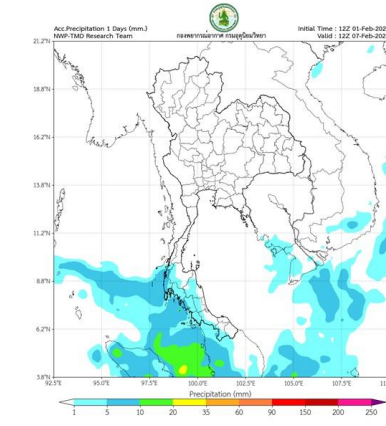 Acc.Precipitation 1 Days (mm.)
NWP-TMD Research Team
กองพยากรณ์อากาศ กรมอุตุนิยมวิทยา
Initial Time : 12Z 01-Feb-202
Valid : 12Z 07-Feb-202
21.2°N
18.8°N
16.2°N
13.8°N
11.2°N
8.8°N
6.2°N
3.8°N
92.5°E 95.0°E 97.5°E 100.0°E 102.5°E 105.0°E 107.5°E 11
Precipitation (mm)
1 5 10 20 35 60 90 150 200 250